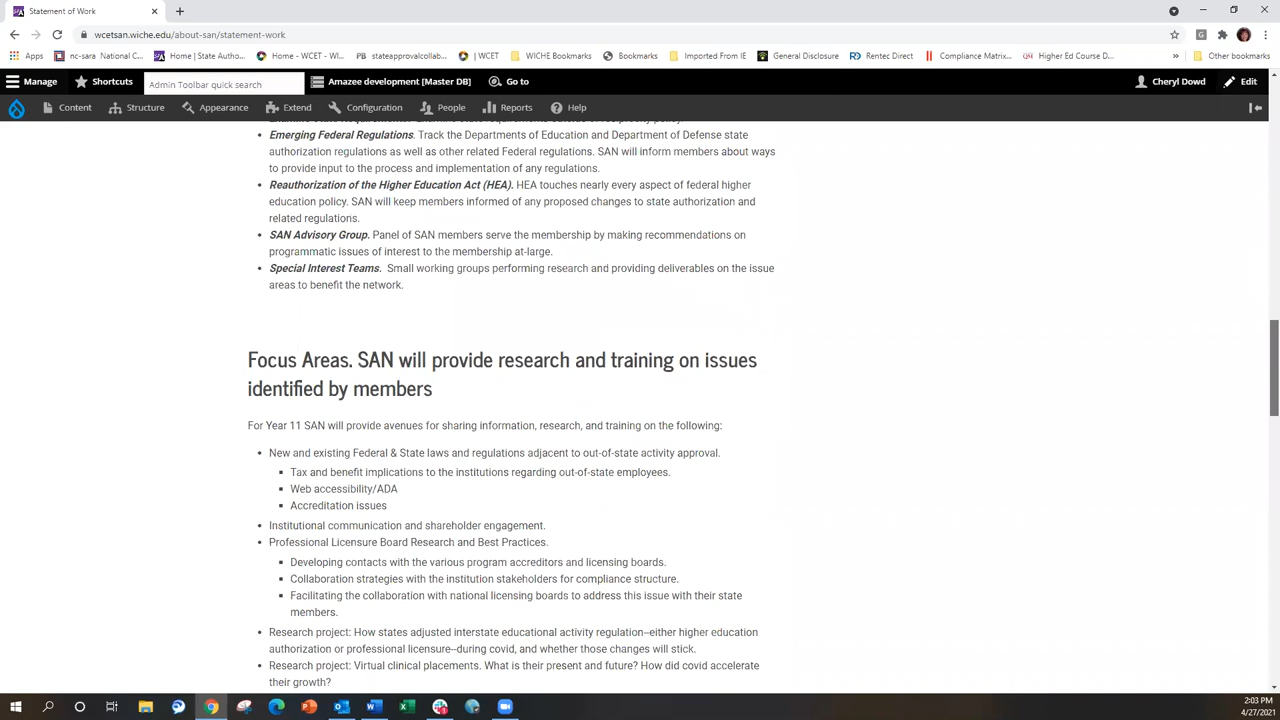 Statement of Work
wcetsan.wiche.edu/about-san/statement-work
Apps
nc-sara National C...
Home | State Autho...
Home - WCET - WI...
PB stateapprovalcollab...
| WCET
WICHE Bookmarks
Bookmarks
Imported From IE
General Disclosure
RD Rentec Direct
Compliance Matrix...
QM Higher Ed Course D...
»
Other bookmarks
Manage
Shortcuts
Admin Toolbar quick search
Amazee development [Master DB]
Go to
Cheryl Dowd
Edit
Content
Structure
Appearance
Extend
Configuration
People
Reports
Help
• Emerging Federal Regulations. Track the Departments of Education and Department of Defense state
authorization regulations as well as other related Federal regulations. SAN will inform members about ways
to provide input to the process and implementation of any regulations.
• Reauthorization of the Higher Education Act (HEA). HEA touches nearly every aspect of federal higher
education policy. SAN will keep members informed of any proposed changes to state authorization and
related regulations.
• SAN Advisory Group. Panel of SAN members serve the membership by making recommendations on
programmatic issues of interest to the membership at-large.
• Special Interest Teams. Small working groups performing research and providing deliverables on the issue
areas to benefit the network.
Focus Areas. SAN will provide research and training on issues
identified by members
For Year 11 SAN will provide avenues for sharing information, research, and training on the following:
• New and existing Federal & State laws and regulations adjacent to out-of-state activity approval.
▪ Tax and benefit implications to the institutions regarding out-of-state employees.
▪ Web accessibility/ADA
▪ Accreditation issues
• Institutional communication and shareholder engagement.
• Professional Licensure Board Research and Best Practices.
▪ Developing contacts with the various program accreditors and licensing boards.
▪ Collaboration strategies with the institution stakeholders for compliance structure.
▪ Facilitating the collaboration with national licensing boards to address this issue with their state
members.
• Research project: How states adjusted interstate educational activity regulation--either higher education
authorization or professional licensure--during covid, and whether those changes will stick.
• Research project: Virtual clinical placements. What is their present and future? How did covid accelerate
their growth?
2:03 PM
4/27/2021